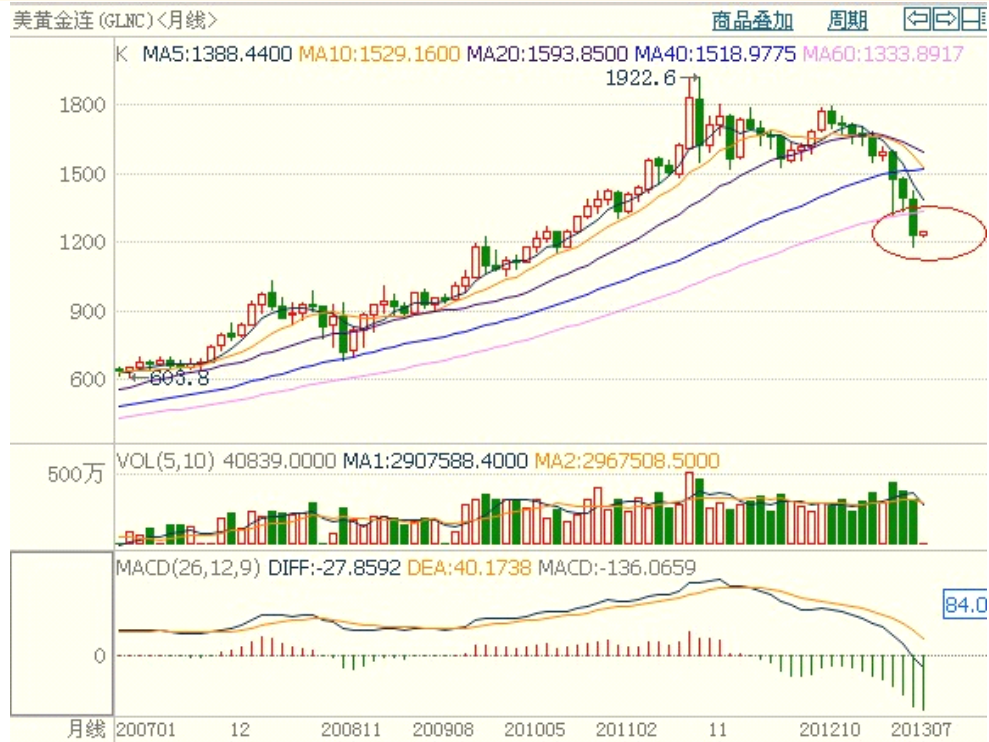 美黄金连(GLNC)<月线> 商品叠加 周期
K MA5:1388.4400 MA10:1529.1600 MA20:1593.8500 MA40:1518.9775 MA60:1333.8917
1922.6
1800
1500
1200
900
600
603.8
VOL(5,10) 40839.0000 MA1:2907588.4000 MA2:2967508.5000
500万
MACD(26,12,9) DIFF:-27.8592 DEA:40.1738 MACD:-136.0659
84.0
0
月线 200701 12 200811 200908 201005 201102 11 201210 201307